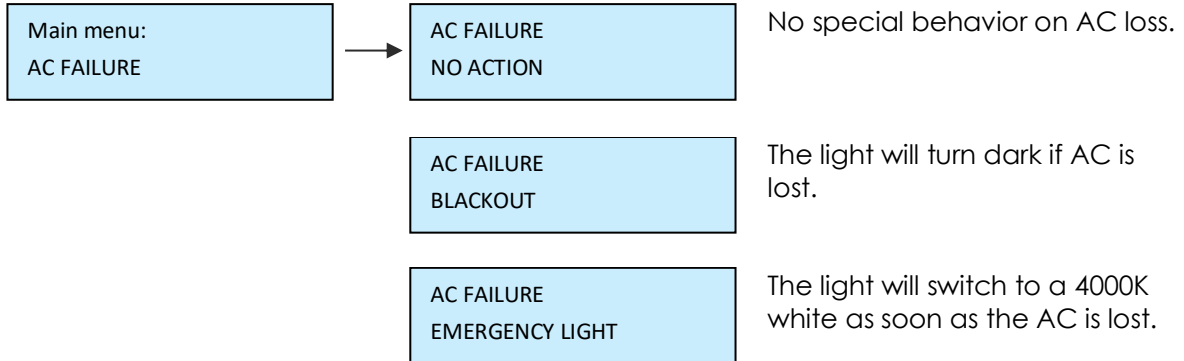 Main menu:
AC FAILURE
AC FAILURE
NO ACTION
No special behavior on AC loss.
AC FAILURE
BLACKOUT
The light will turn dark if AC is
lost.
AC FAILURE
EMERGENCY LIGHT
The light will switch to a 4000K
white as soon as the AC is lost.